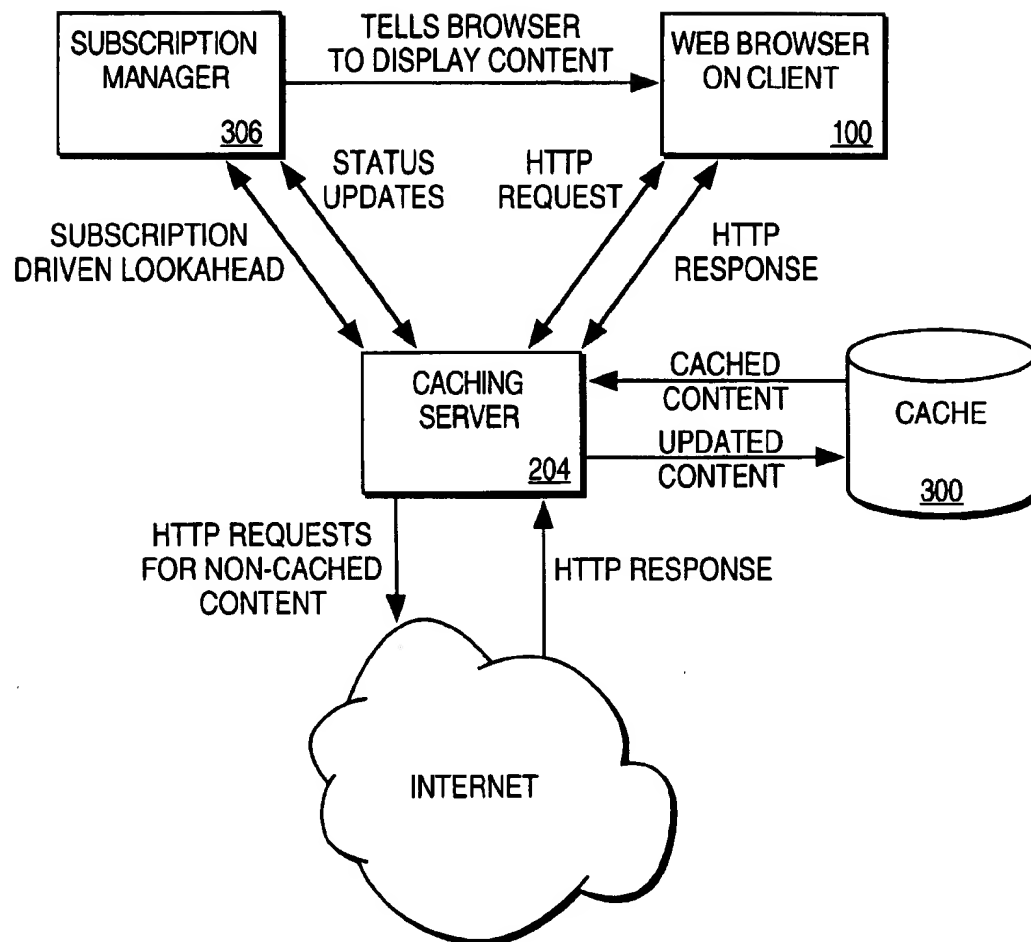 SUBSCRIPTION
MANAGER
306
TELLS BROWSER
TO DISPLAY CONTENT
WEB BROWSER
ON CLIENT
100
STATUS
UPDATES
HTTP
REQUEST
SUBSCRIPTION
DRIVEN LOOKAHEAD
HTTP
RESPONSE
CACHING
SERVER
204
CACHED
CONTENT
UPDATED
CONTENT
CACHE
300
HTTP REQUESTS
FOR NON-CACHED
CONTENT
HTTP RESPONSE
INTERNET